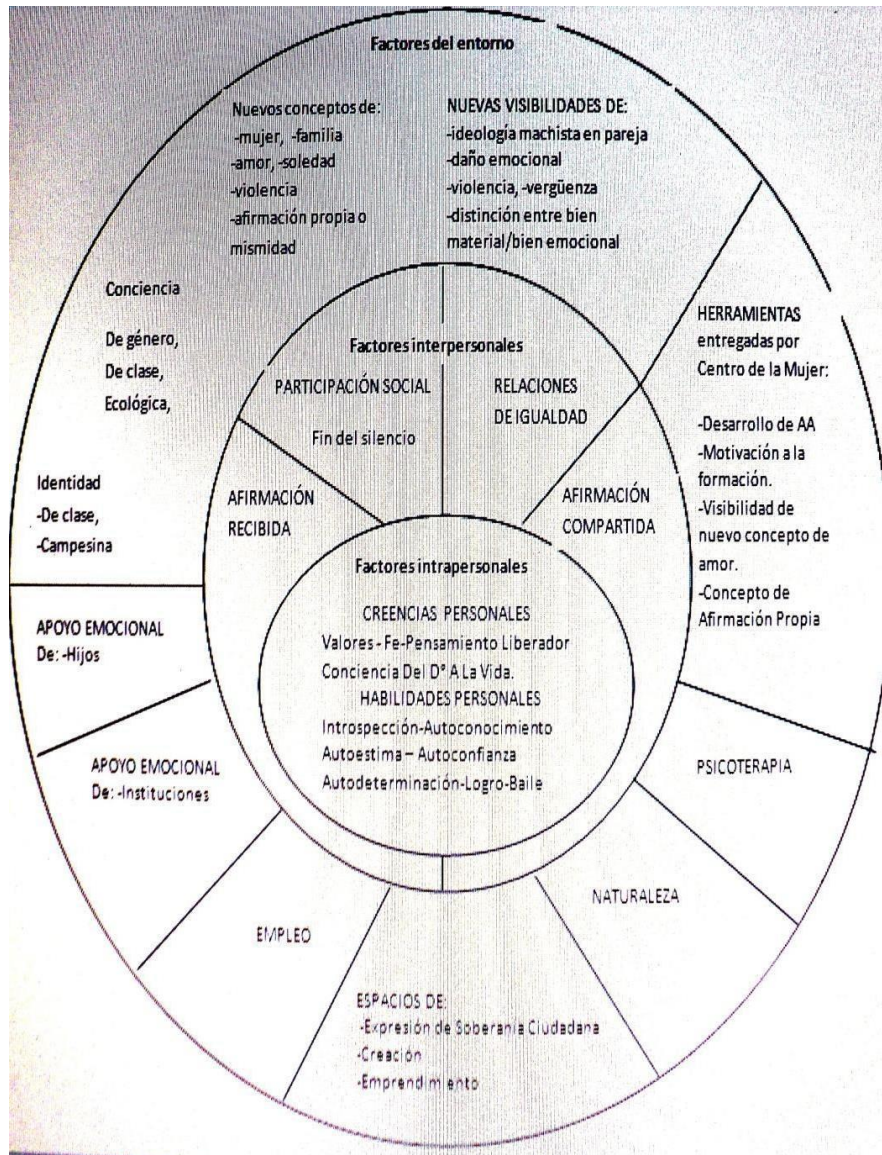 Factores del entorno
Nuevos conceptos de:
-mujer, -familia
-amor, -soledad
-violencia
-afirmación propia o
mismidad
NUEVAS VISIBILIDADES DE:
-ideología machista en pareja
-daño emocional
-violencia, -vergüenza
-distinción entre bien
material/bien emocional
Conciencia
De género,
De clase,
Ecológica,
Identidad
-De clase,
-Campesina
HERRAMIENTAS
entregadas por
Centro de la Mujer:
-Desarrollo de AA
-Motivación a la
formación.
-Visibilidad de
nuevo concepto de
amor.
-Concepto de
Afirmación Propia
Factores interpersonales
PARTICIPACIÓN SOCIAL
Fin del silencio
RELACIONES
DE IGUALDAD
AFIRMACIÓN
RECIBIDA
AFIRMACIÓN
COMPARTIDA
Factores intrapersonales
CREENCIAS PERSONALES
Valores - Fe-Pensamiento Liberador
Conciencia Del D° A La Vida.
HABILIDADES PERSONALES
Introspección-Autoconocimiento
Autoestima – Autoconfianza
Autodeterminación-Logro-Baile
APOYO EMOCIONAL
De: -Hijos
APOYO EMOCIONAL
De: -Instituciones
EMPLEO
ESPACIOS DE:
-Expresión de Soberanía Ciudadana
-Creación
-Emprendimiento
NATURALEZA
PSICOTERAPIA